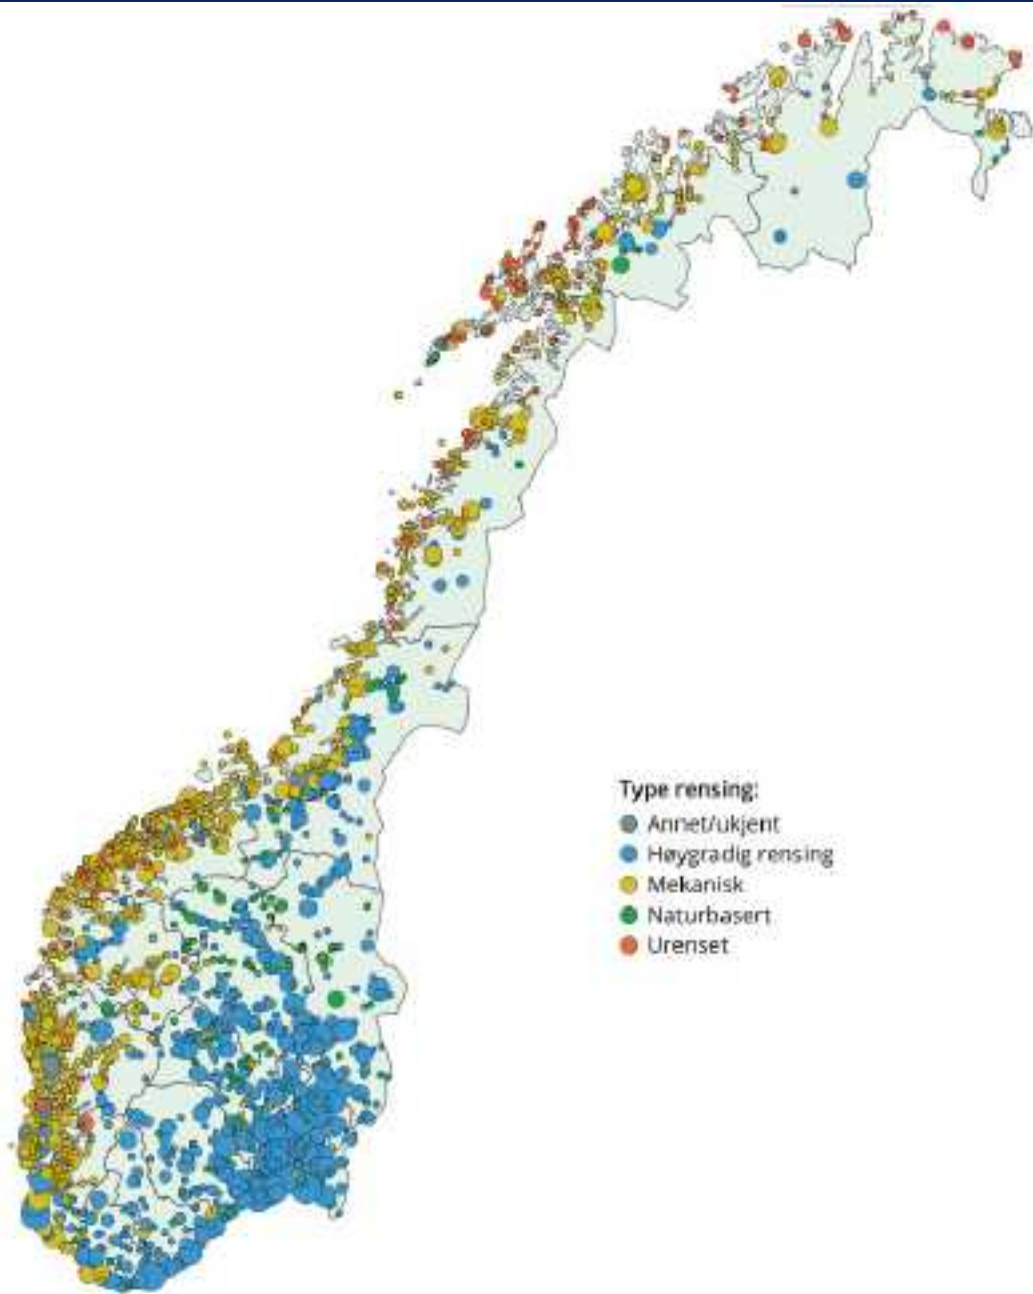 Type rensing:
Annet/ukjent
Høygradig rensing
Mekanisk
Naturbasert
Urenset